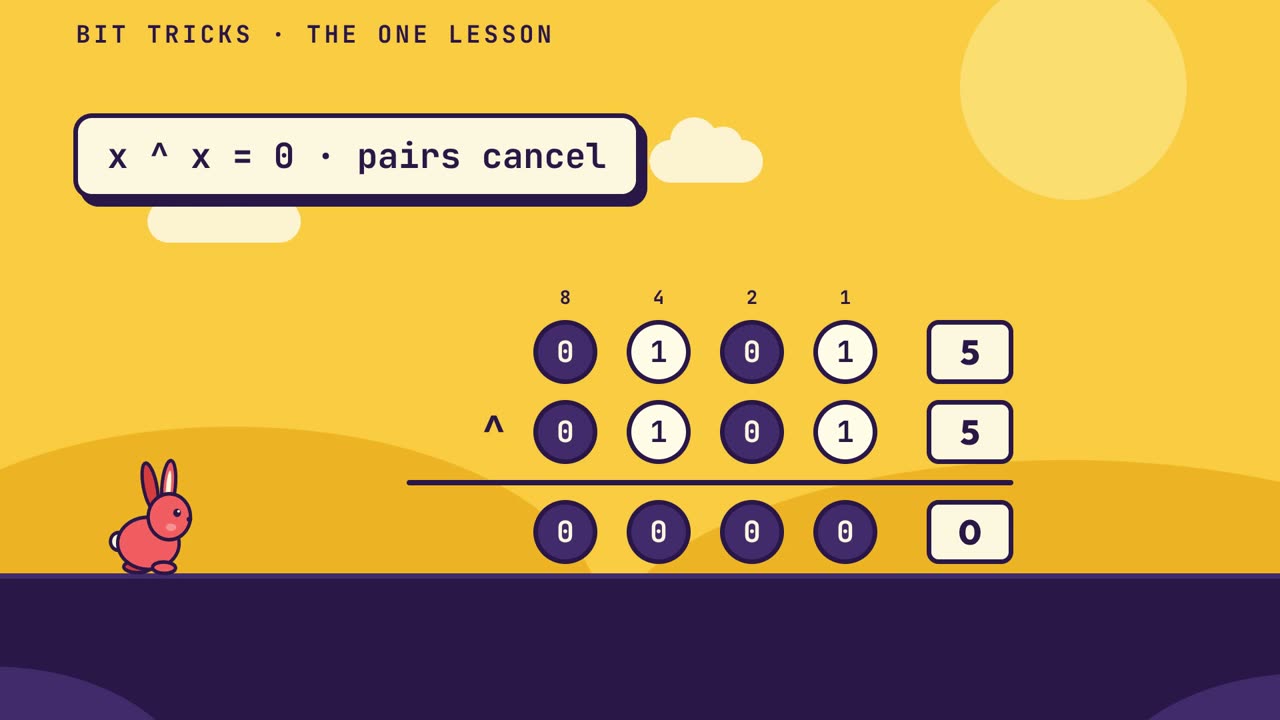 BIT TRICKS · THE ONE LESSON
x ^ x = 0 · pairs cancel
8 4 2 1
0 1 0 1 5
^ 0 1 0 1 5
0 0 0 0 0